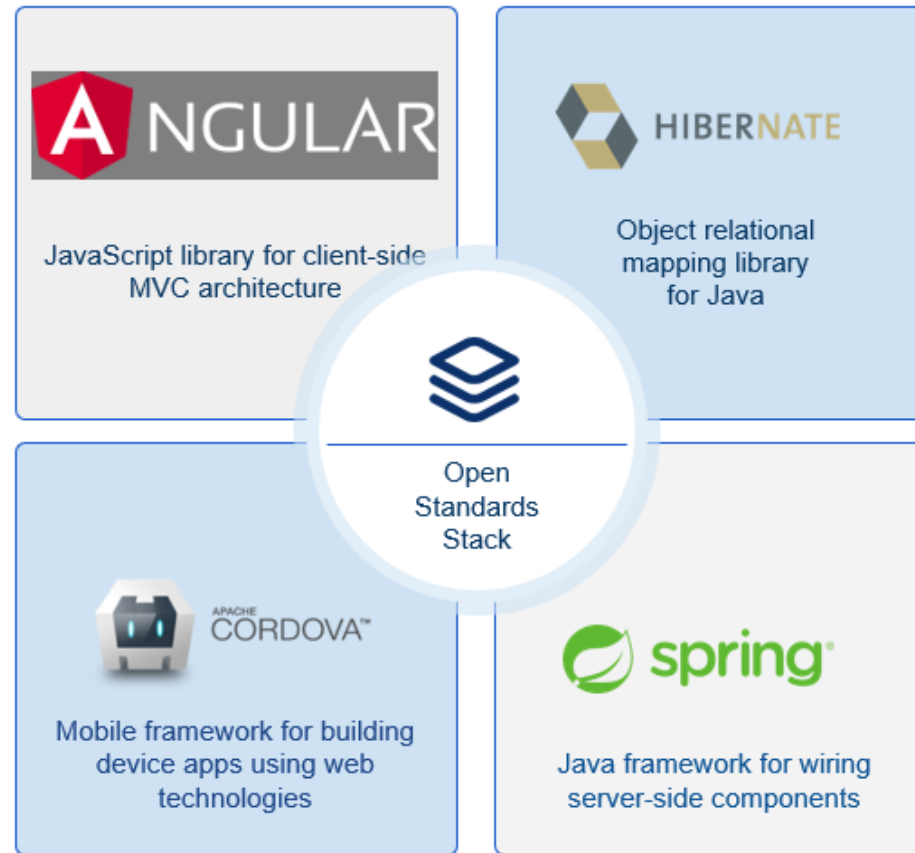 ANGULAR
JavaScript library for client-side
MVC architecture
HIBERNATE
Object relational
mapping library
for Java
Open
Standards
Stack
APACHE
CORDOVA™
Mobile framework for building
device apps using web
technologies
spring®
Java framework for wiring
server-side components